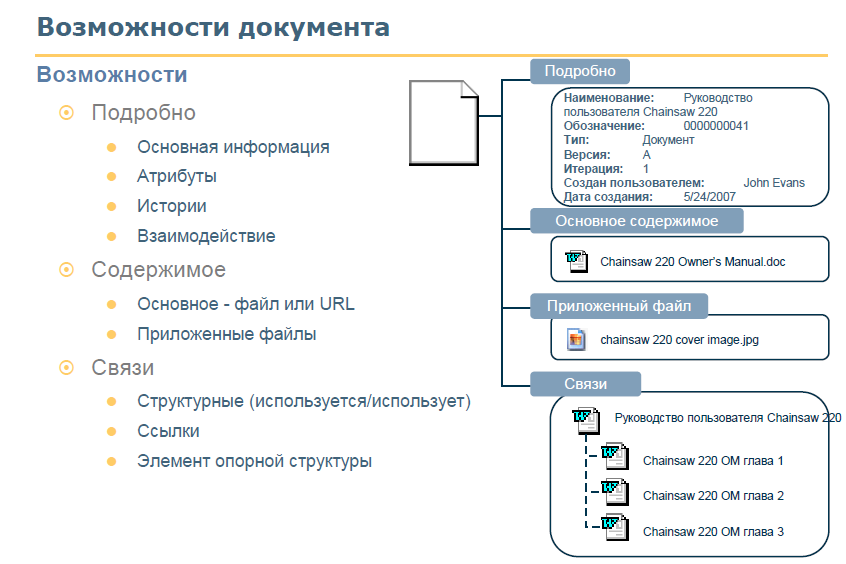 Возможности документа
Возможности
Подробно
Основная информация
Атрибуты
Истории
Взаимодействие
Содержимое
Основное - файл или URL
Приложенные файлы
Связи
Структурные (используется/использует)
Ссылки
Элемент опорной структуры
Подробно
Наименование: Руководство
пользователя Chainsaw 220
Обозначение: 0000000041
Тип: Документ
Версия: A
Итерация: 1
Создан пользователем: John Evans
Дата создания: 5/24/2007
Основное содержимое
Chainsaw 220 Owner's Manual.doc
Приложенный файл
chainsaw 220 cover image.jpg
Связи
Руководство пользователя Chainsaw 220
Chainsaw 220 OM глава 1
Chainsaw 220 OM глава 2
Chainsaw 220 OM глава 3